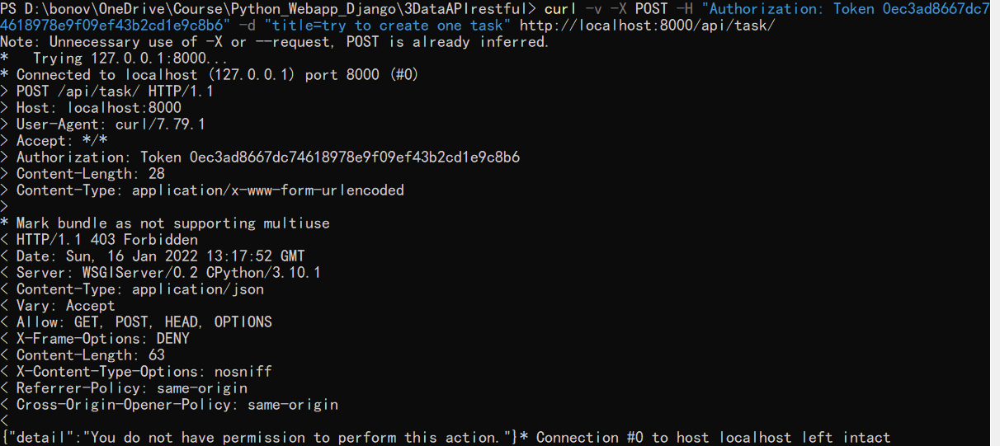 PS D:\bonov\OneDrive\Course\Python_Webapp_Django\3DataAPIrestful> curl -v -X POST -H "Authorization: Token 0ec3ad8667dc7
4618978e9f09ef43b2cd1e9c8b6" -d "title=try to create one task" http://localhost:8000/api/task/
Note: Unnecessary use of -X or --request, POST is already inferred.
*   Trying 127.0.0.1:8000...
* Connected to localhost (127.0.0.1) port 8000 (#0)
> POST /api/task/ HTTP/1.1
> Host: localhost:8000
> User-Agent: curl/7.79.1
> Accept: */*
> Authorization: Token 0ec3ad8667dc74618978e9f09ef43b2cd1e9c8b6
> Content-Length: 28
> Content-Type: application/x-www-form-urlencoded
>
* Mark bundle as not supporting multiuse
< HTTP/1.1 403 Forbidden
< Date: Sun, 16 Jan 2022 13:17:52 GMT
< Server: WSGIServer/0.2 CPython/3.10.1
< Content-Type: application/json
< Vary: Accept
< Allow: GET, POST, HEAD, OPTIONS
< X-Frame-Options: DENY
< Content-Length: 63
< X-Content-Type-Options: nosniff
< Referrer-Policy: same-origin
< Cross-Origin-Opener-Policy: same-origin
<
{"detail":"You do not have permission to perform this action."}* Connection #0 to host localhost left intact